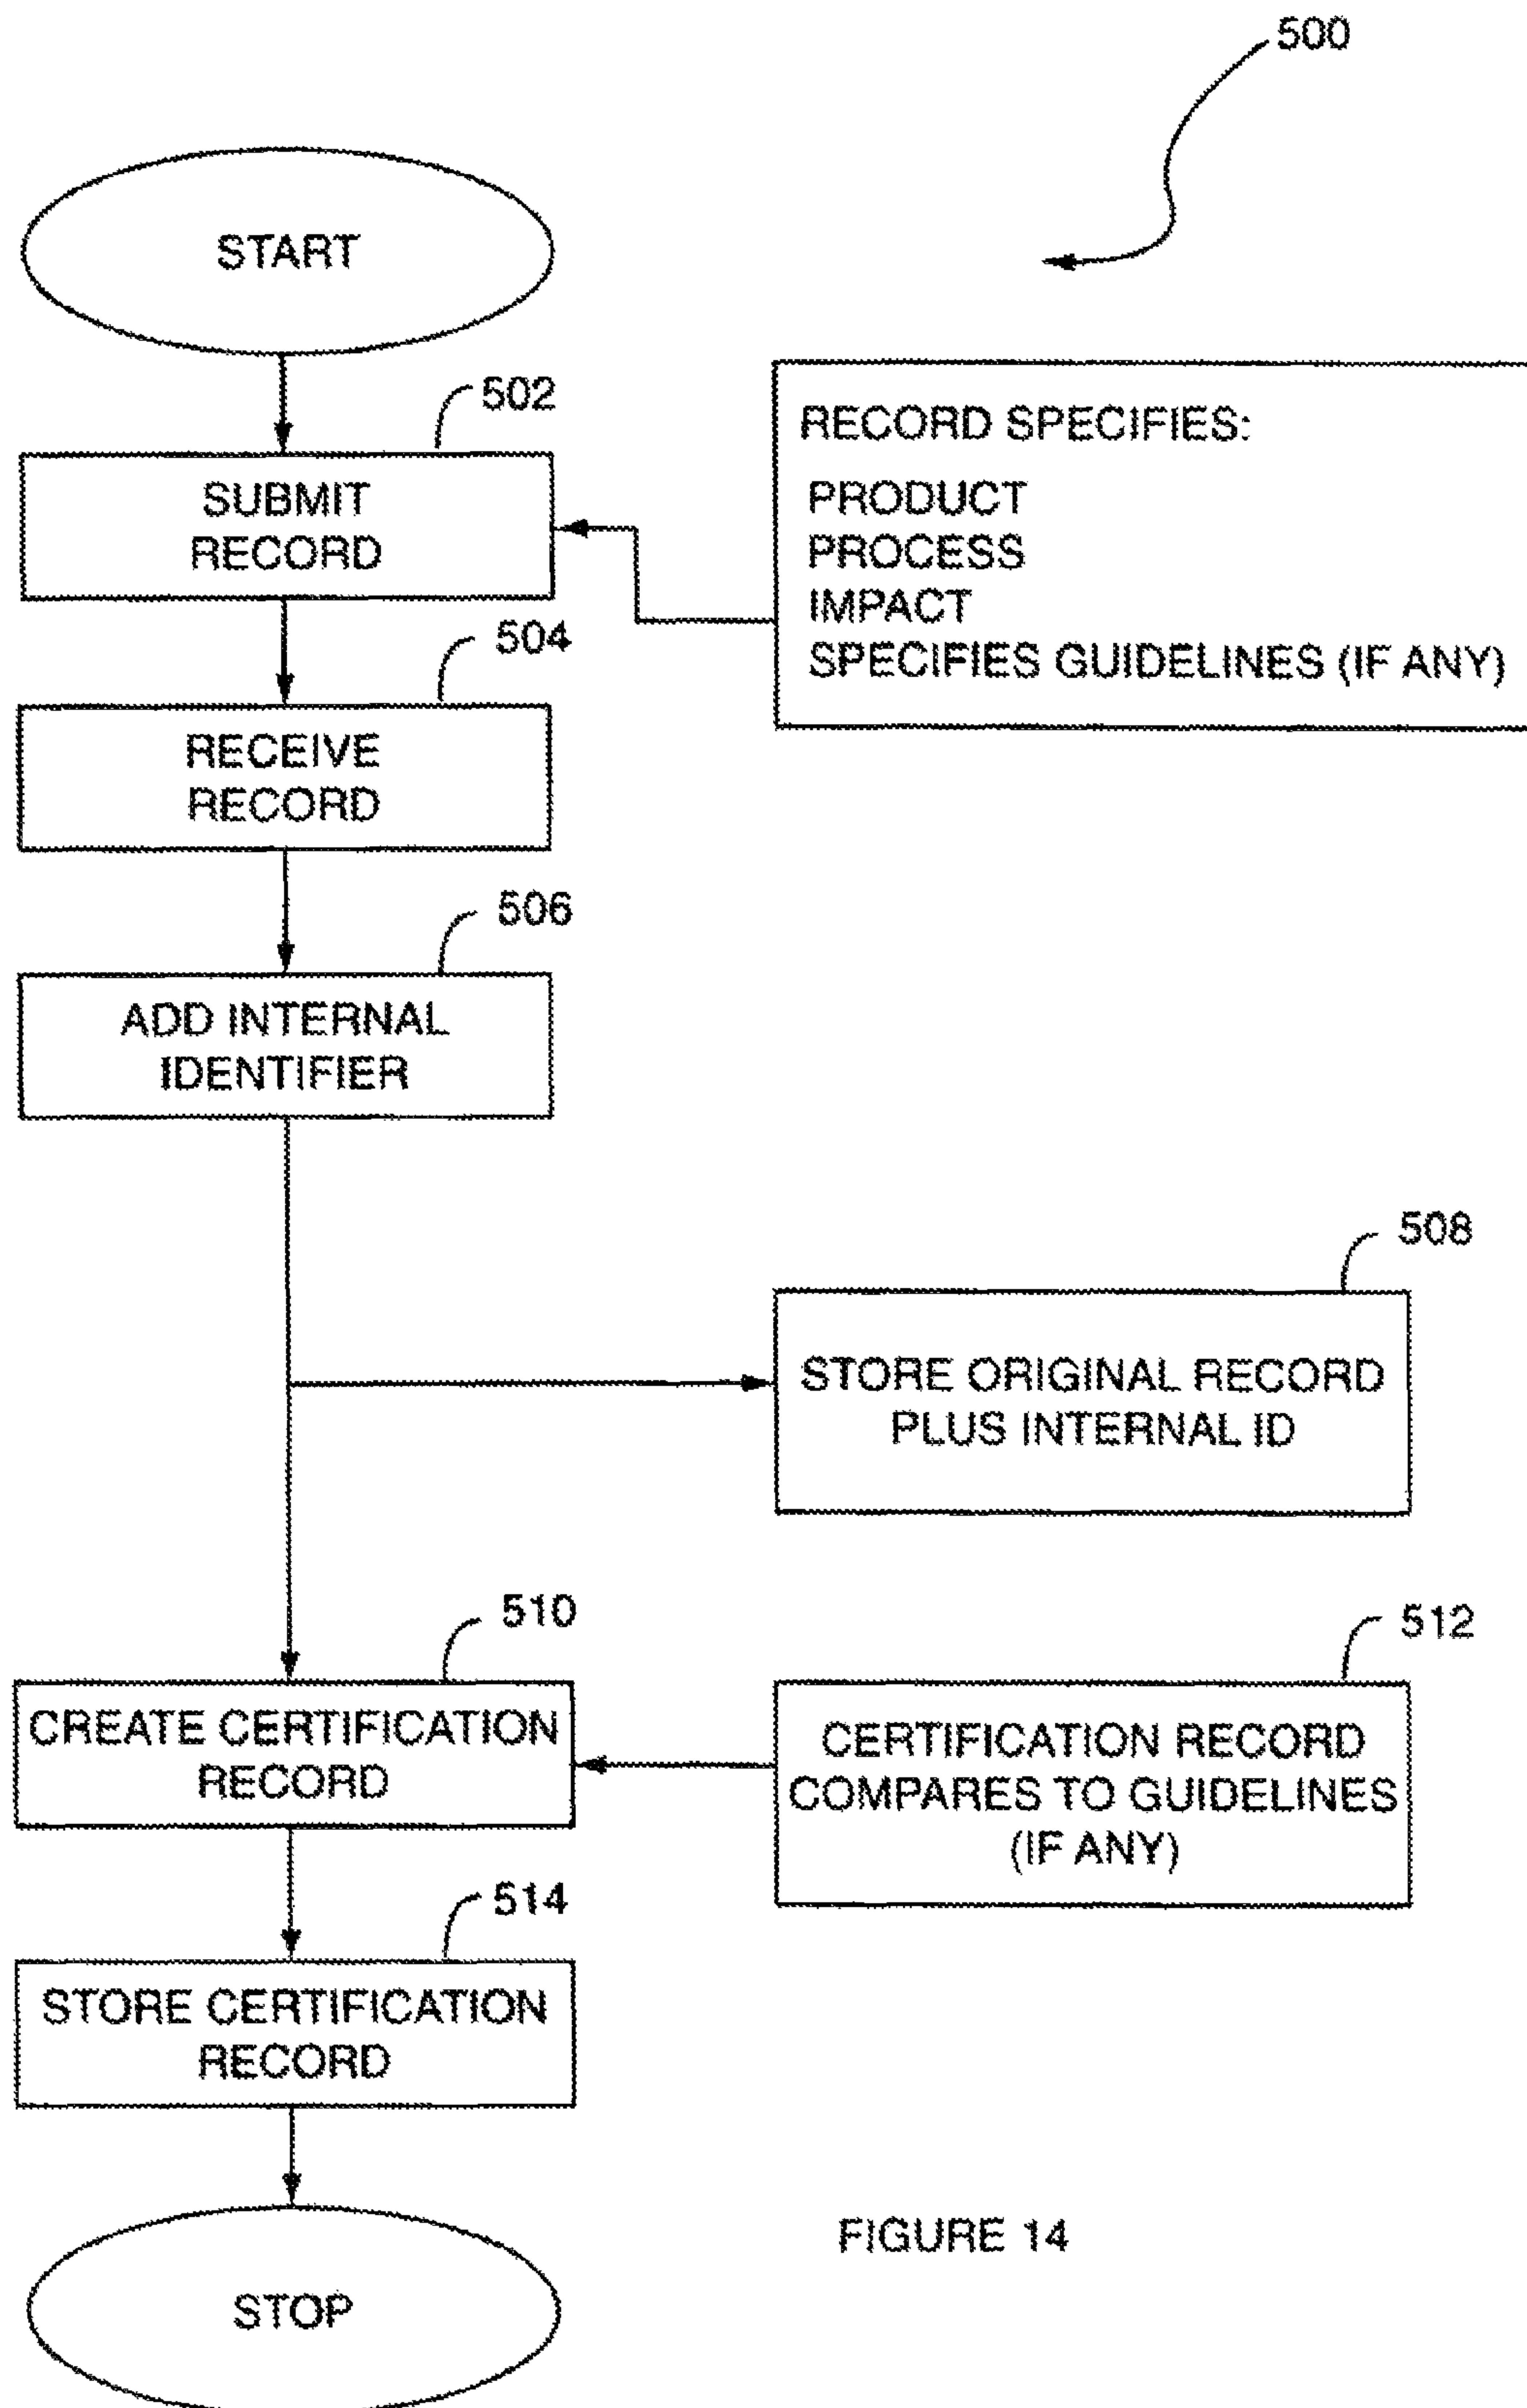 500
START
502
SUBMIT
RECORD
RECORD SPECIFIES:
PRODUCT
PROCESS
IMPACT
SPECIFIES GUIDELINES (IF ANY)
504
RECEIVE
RECORD
506
ADD INTERNAL
IDENTIFIER
508
STORE ORIGINAL RECORD
PLUS INTERNAL ID
510
CREATE CERTIFICATION
RECORD
512
CERTIFICATION RECORD
COMPARES TO GUIDELINES
(IF ANY)
514
STORE CERTIFICATION
RECORD
STOP
FIGURE 14